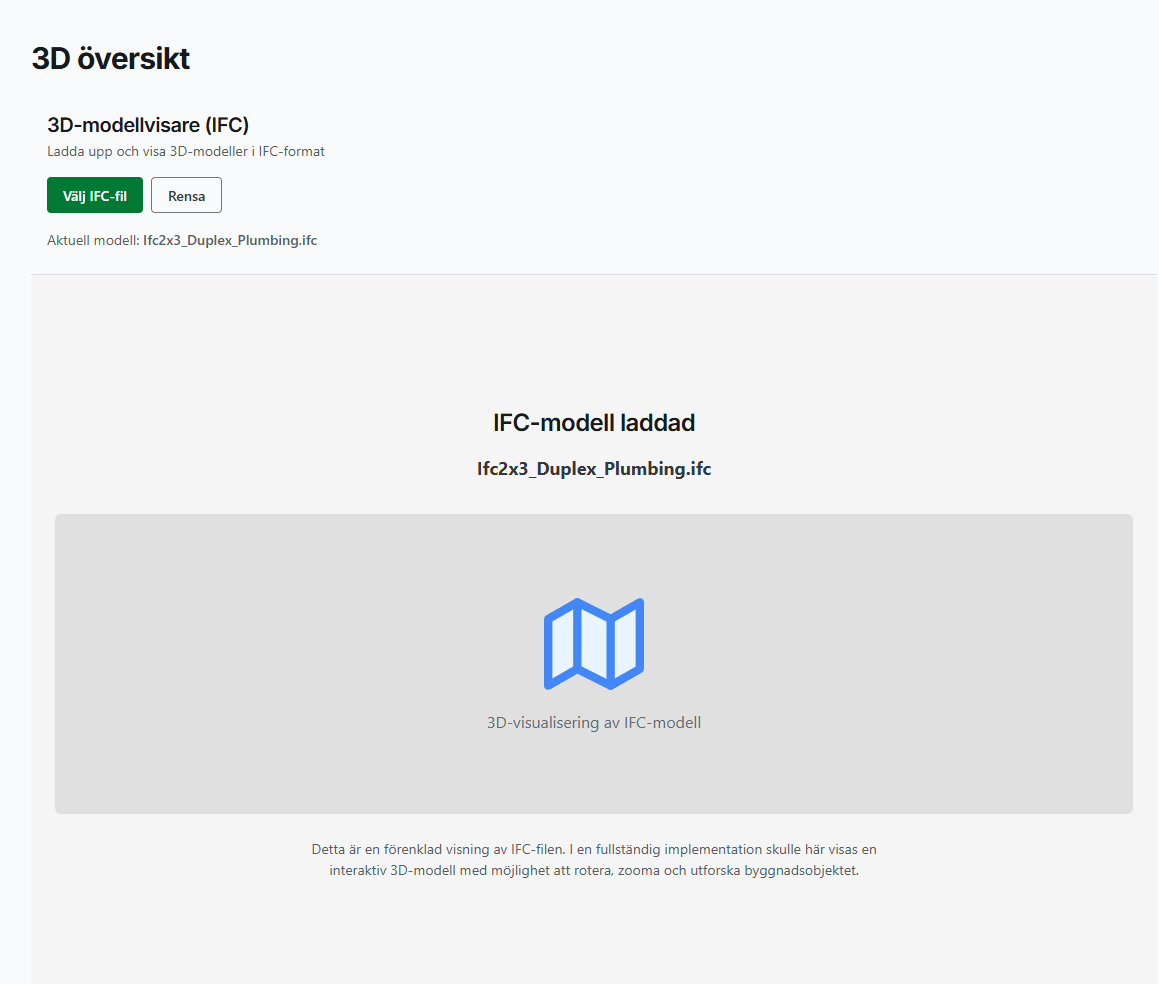 3D översikt
3D-modellvisare (IFC)
Ladda upp och visa 3D-modeller i IFC-format
Välj IFC-fil
Rensa
Aktuell modell: Ifc2x3_Duplex_Plumbing.ifc
IFC-modell laddad
Ifc2x3_Duplex_Plumbing.ifc
3D-visualisering av IFC-modell
Detta är en förenklad visning av IFC-filen. I en fullständig implementation skulle här visas en
interaktiv 3D-modell med möjlighet att rotera, zooma och utforska byggnadsobjektet.